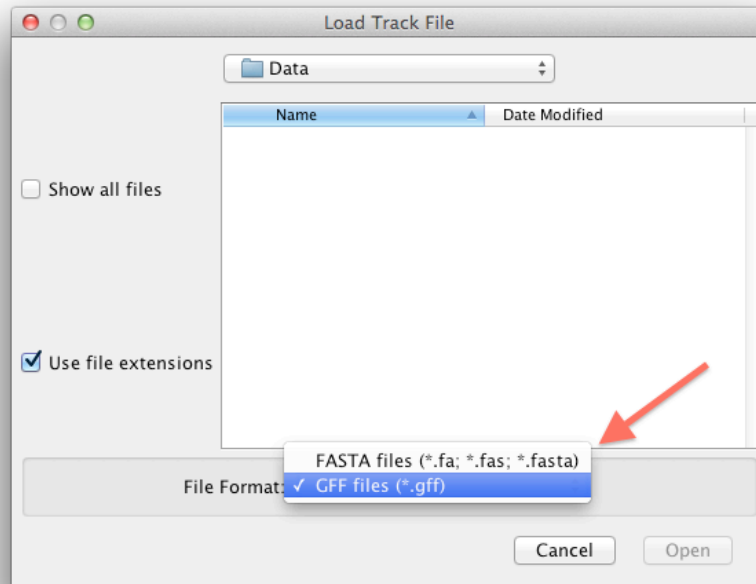 Load Track File
Data
Name Date Modified
Show all files
Use file extensions
FASTA files (*.fa; *.fas; *.fasta)
File Format: ✓ GFF files (*.gff)
Cancel Open